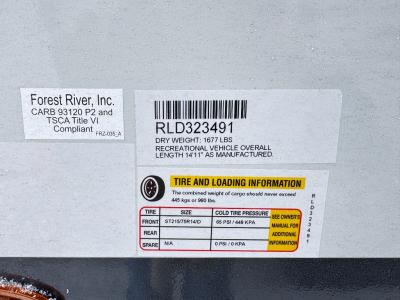 Forest River, Inc.
CARB 93120 P2 and
TSCA Title VI
Compliant
FRZ-035_A
RLD323491
DRY WEIGHT: 1677 LBS
RECREATIONAL VEHICLE OVERALL
LENGTH 14'11" AS MANUFACTURED.
TIRE AND LOADING INFORMATION
The combined weight of cargo should never exceed
445 kgs or 980 lbs.
TIRE SIZE COLD TIRE PRESSURE
FRONT ST215/75R14/D 65 PSI / 448 KPA
REAR
SPARE N/A 0 PSI / 0 KPA
SEE OWNER'S
MANUAL FOR
ADDITIONAL
INFORMATION
RLD323491